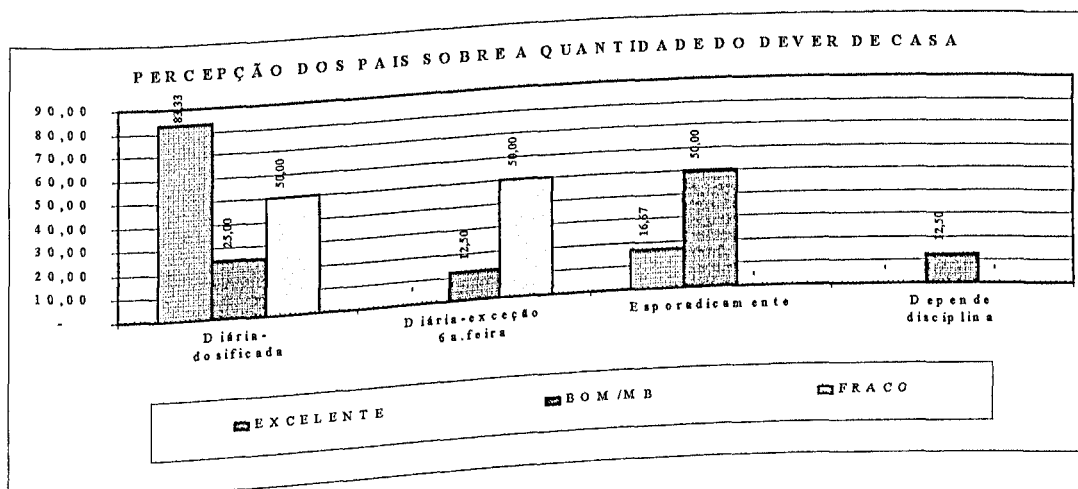 PERCEPÇÃO DOS PAIS SOBRE A QUANTIDADE DO DEVER DE CASA
90,00
80,00
70,00
60,00
50,00
40,00
30,00
20,00
10,00
-
83,33
25,00
50,00
12,50
50,00
16,67
50,00
12,50
Diária-
dosificada
Diária-exceção
6a.feira
Esporadicamente
Depende
disciplina
EXCELENTE
BOM/MB
FRACO